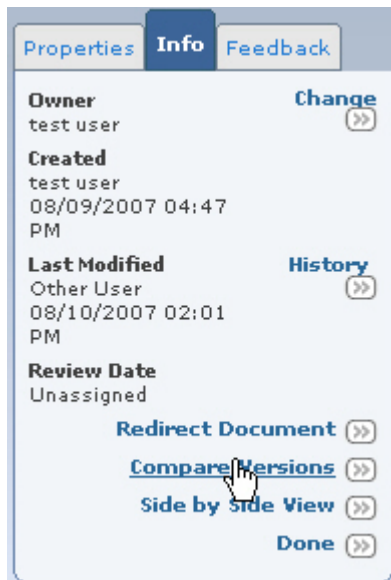 Properties Info Feedback
Owner Change
test user
Created
test user
08/09/2007 04:47
PM
Last Modified History
Other User
08/10/2007 02:01
PM
Review Date
Unassigned
Redirect Document
Compare Versions
Side by Side View
Done